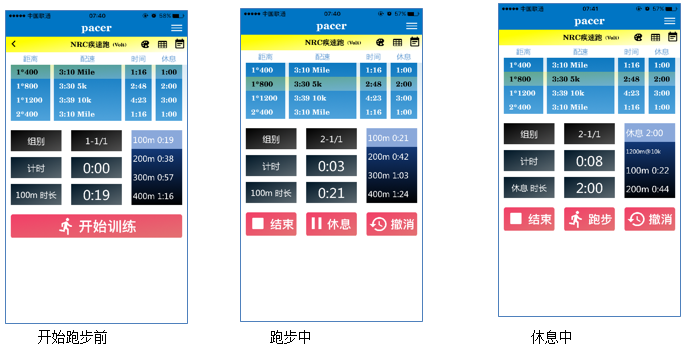 中国联通 07:40 58%
pacer
NRC疾速跑 (Volt)
距离 配速 时间 休息
1*400 3:10 Mile 1:16 1:00
1*800 3:30 5k 2:48 2:00
1*1200 3:39 10k 4:23 3:00
2*400 3:10 Mile 1:16 1:00
组别 1-1/1
计时 0:00
100m 时长 0:19
100m 0:19
200m 0:38
300m 0:57
400m 1:16
开始训练
开始跑步前
中国联通 07:40 57%
pacer
NRC疾速跑 (Volt)
距离 配速 时间 休息
1*400 3:10 Mile 1:16 1:00
1*800 3:30 5k 2:48 2:00
1*1200 3:39 10k 4:23 3:00
2*400 3:10 Mile 1:16 1:00
组别 2-1/1
计时 0:03
100m 时长 0:21
100m 0:21
200m 0:42
300m 1:03
400m 1:24
结束 休息 撤消
跑步中
中国联通 07:41 57%
pacer
NRC疾速跑 (Volt)
距离 配速 时间 休息
1*400 3:10 Mile 1:16 1:00
1*800 3:30 5k 2:48 2:00
1*1200 3:39 10k 4:23 3:00
2*400 3:10 Mile 1:16 1:00
组别 2-1/1
计时 0:08
休息 时长 2:00
休息 2:00
1200m@10k
100m 0:22
200m 0:44
结束 跑步 撤消
休息中